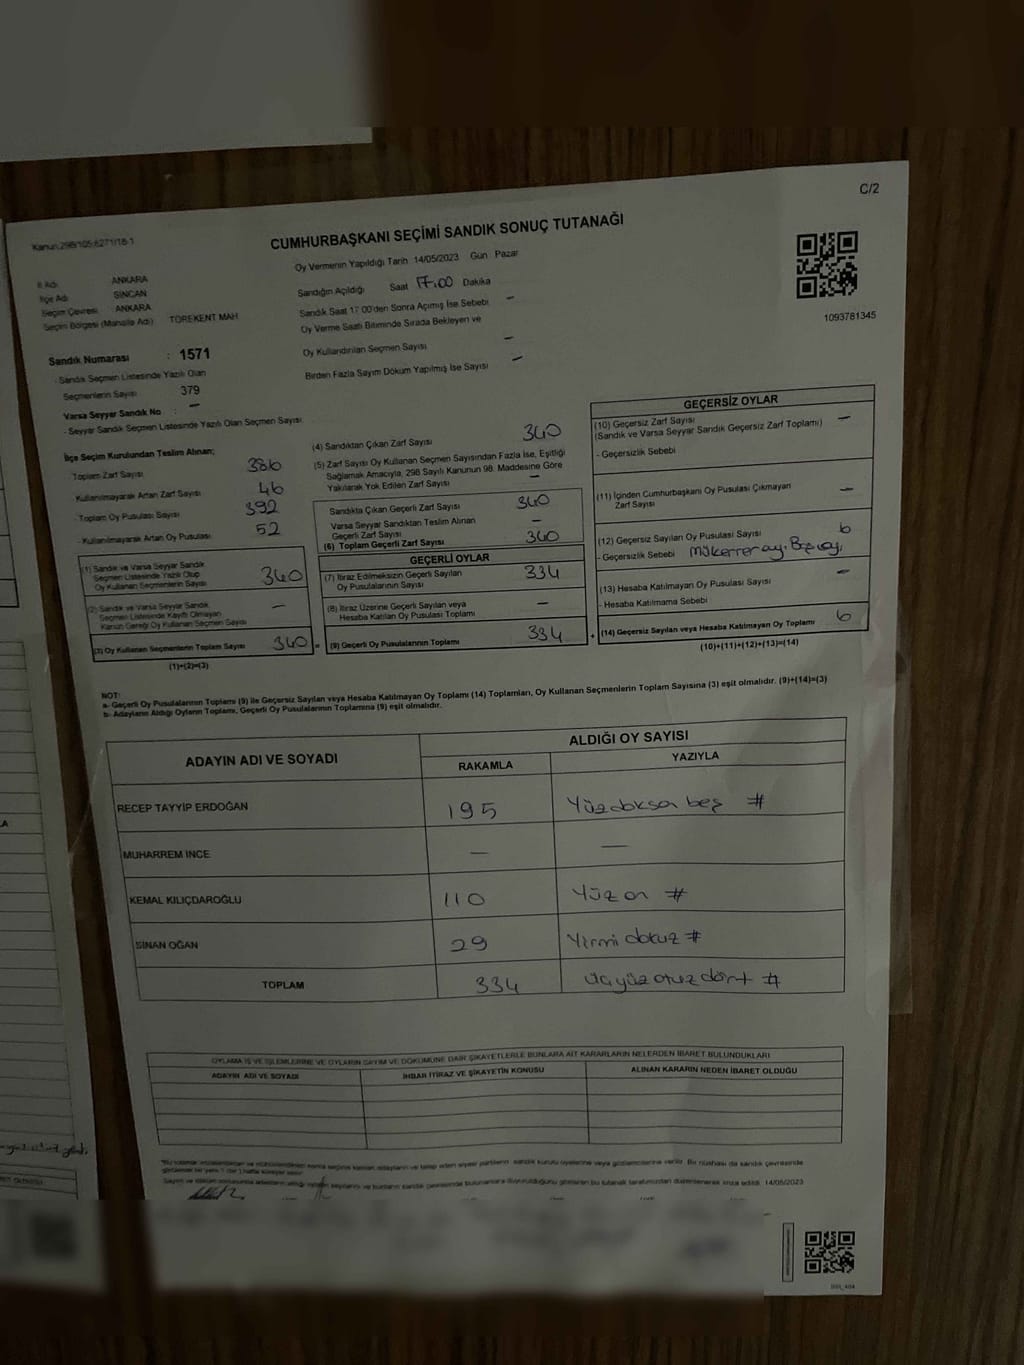 C/2
Kanun:298/105;6271/18-1
CUMHURBAŞKANI SEÇİMİ SANDIK SONUÇ TUTANAĞI
İl Adı ANKARA
İlçe Adı SİNCAN
Seçim Çevresi ANKARA
Seçim Bölgesi (Mahalle Adı) TÖREKENT MAH
Sandık Numarası : 1571
- Sandık Seçmen Listesinde Yazılı Olan
Seçmenlerin Sayısı 379
Varsa Seyyar Sandık No : —
- Seyyar Sandık Seçmen Listesinde Yazılı Olan Seçmen Sayısı
Oy Vermenin Yapıldığı Tarih 14/05/2023 Gün Pazar
Sandığın Açıldığı Saat 17.00 Dakika
Sandık Saat 17:00'den Sonra Açılmış İse Sebebi —
Oy Verme Saati Bitiminde Sırada Bekleyen ve
Oy Kullandırılan Seçmen Sayısı —
Birden Fazla Sayım Döküm Yapılmış İse Sayısı —
1093781345
İlçe Seçim Kurulundan Teslim Alınan;
Toplam Zarf Sayısı 386
Kullanılmayarak Artan Zarf Sayısı 46
- Toplam Oy Pusulası Sayısı 392
- Kullanılmayarak Artan Oy Pusulası 52
(1) Sandık ve Varsa Seyyar Sandık
Seçmen Listesinde Yazılı Olup
Oy Kullanan Seçmenlerin Sayısı 340
(2) Sandık ve Varsa Seyyar Sandık
Seçmen Listesinde Kayıtlı Olmayan
Kanun Gereği Oy Kullanan Seçmen Sayısı —
(3) Oy Kullanan Seçmenlerin Toplam Sayısı 340 =
(1)+(2)=(3)
(4) Sandıktan Çıkan Zarf Sayısı 340
(5) Zarf Sayısı Oy Kullanan Seçmen Sayısından Fazla İse, Eşitliği
Sağlamak Amacıyla, 298 Sayılı Kanunun 98. Maddesine Göre
Yakılarak Yok Edilen Zarf Sayısı —
Sandıkta Çıkan Geçerli Zarf Sayısı 340
Varsa Seyyar Sandıktan Teslim Alınan
Geçerli Zarf Sayısı —
(6) Toplam Geçerli Zarf Sayısı 340
GEÇERLİ OYLAR
(7) İtiraz Edilmeksizin Geçerli Sayılan
Oy Pusulalarının Sayısı 334
(8) İtiraz Üzerine Geçerli Sayılan veya
Hesaba Katılan Oy Pusulası Toplamı —
(9) Geçerli Oy Pusulalarının Toplamı 334 +
GEÇERSİZ OYLAR
(10) Geçersiz Zarf Sayısı —
(Sandık ve Varsa Seyyar Sandık Geçersiz Zarf Toplamı)
- Geçersizlik Sebebi
(11) İçinden Cumhurbaşkanı Oy Pusulası Çıkmayan
Zarf Sayısı —
(12) Geçersiz Sayılan Oy Pusulası Sayısı 6
- Geçersizlik Sebebi Mükerrer oy, Boş oy,
(13) Hesaba Katılmayan Oy Pusulası Sayısı —
- Hesaba Katılmama Sebebi
(14) Geçersiz Sayılan veya Hesaba Katılmayan Oy Toplamı 6
(10)+(11)+(12)+(13)=(14)
NOT:
a- Geçerli Oy Pusulalarının Toplamı (9) ile Geçersiz Sayılan veya Hesaba Katılmayan Oy Toplamı (14) Toplamları, Oy Kullanan Seçmenlerin Toplam Sayısına (3) eşit olmalıdır. (9)+(14)=(3)
b- Adayların Aldığı Oyların Toplamı, Geçerli Oy Pusulalarının Toplamına (9) eşit olmalıdır.
ADAYIN ADI VE SOYADI ALDIĞI OY SAYISI
RAKAMLA YAZIYLA
RECEP TAYYİP ERDOĞAN 195 Yüzdoksan beş #
MUHARREM İNCE — —
KEMAL KILIÇDAROĞLU 110 Yüz on #
SİNAN OĞAN 29 Yirmi dokuz #
TOPLAM 334 üçyüz otuz dört #
OYLAMA İŞ VE İŞLEMLERİNE VE OYLARIN SAYIM VE DÖKÜMÜNE DAİR ŞİKAYETLERLE BUNLARA AİT KARARLARIN NELERDEN İBARET BULUNDUKLARI
ADAYIN ADI VE SOYADI İHBAR İTİRAZ VE ŞİKAYETİN KONUSU ALINAN KARARIN NEDEN İBARET OLDUĞU